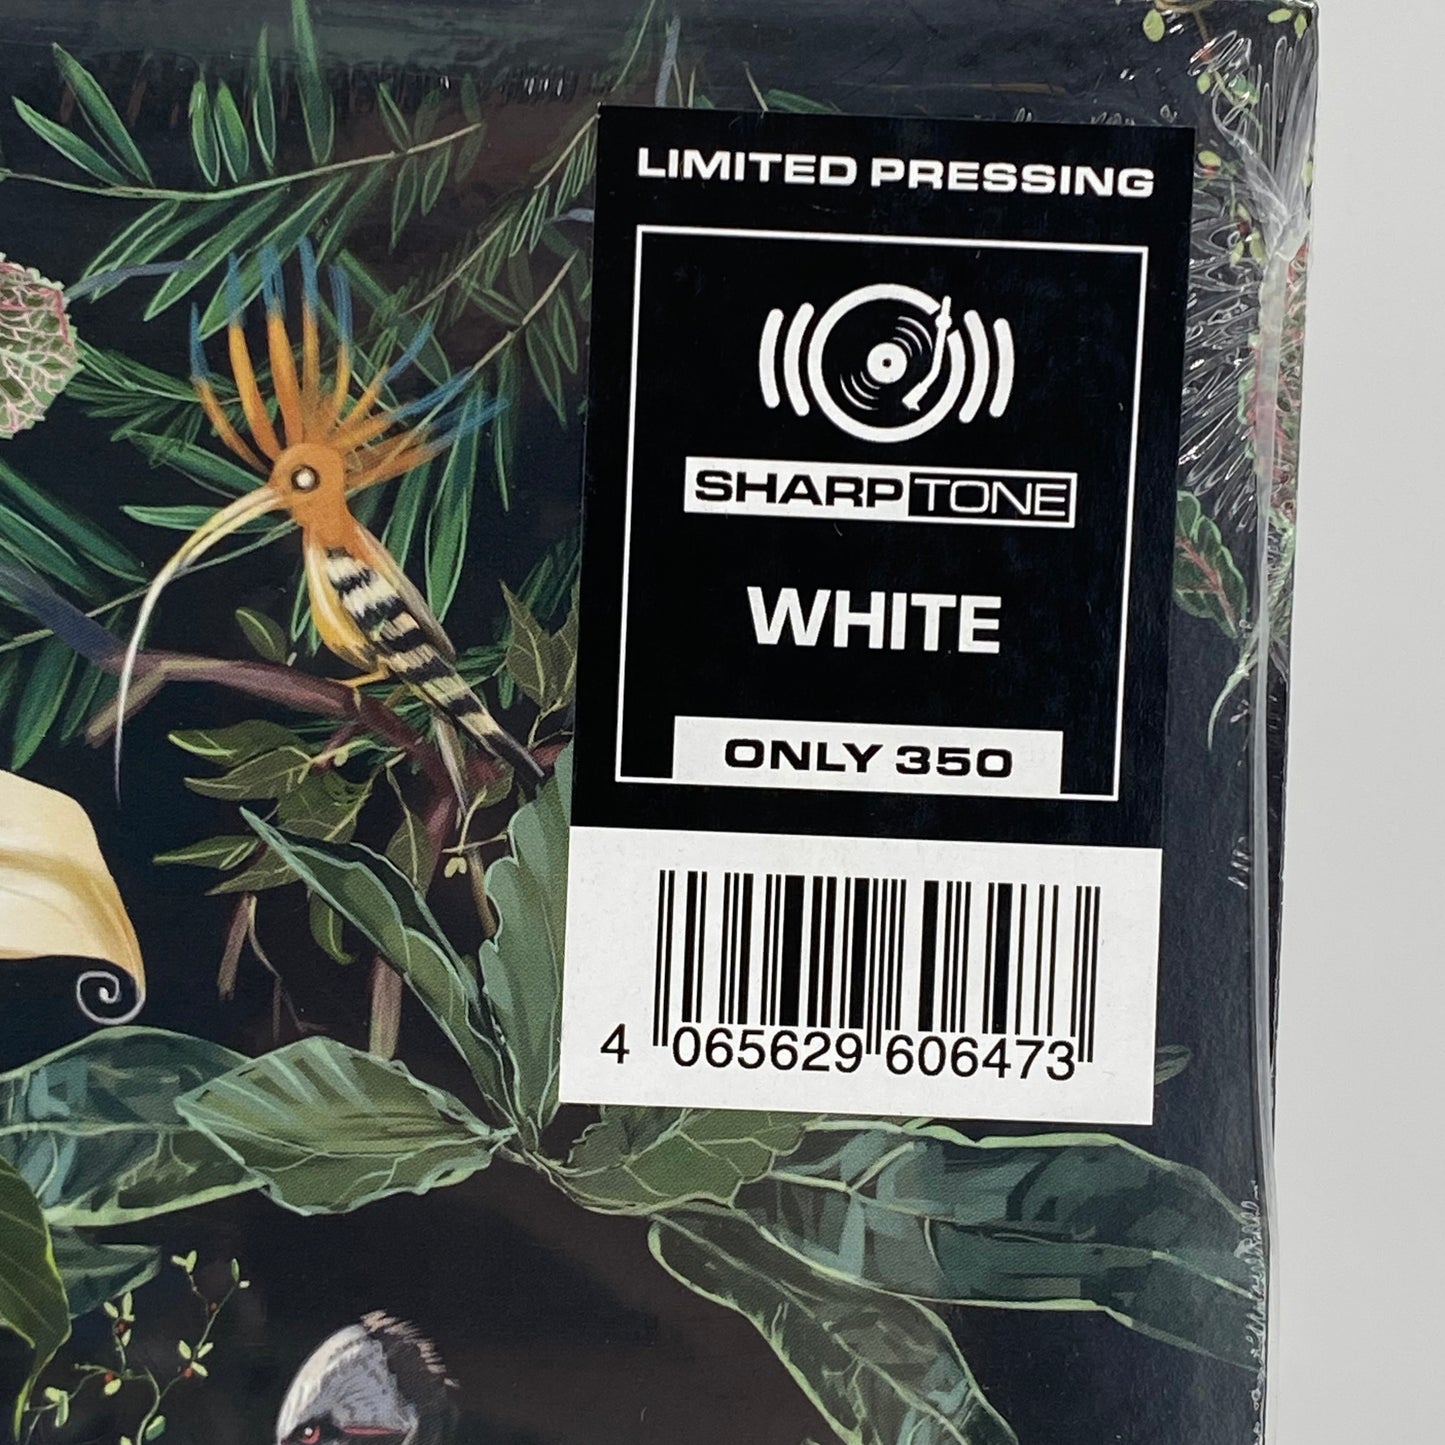 LIMITED PRESSING
SHARPTONE
WHITE
ONLY 350
4 065629 606473